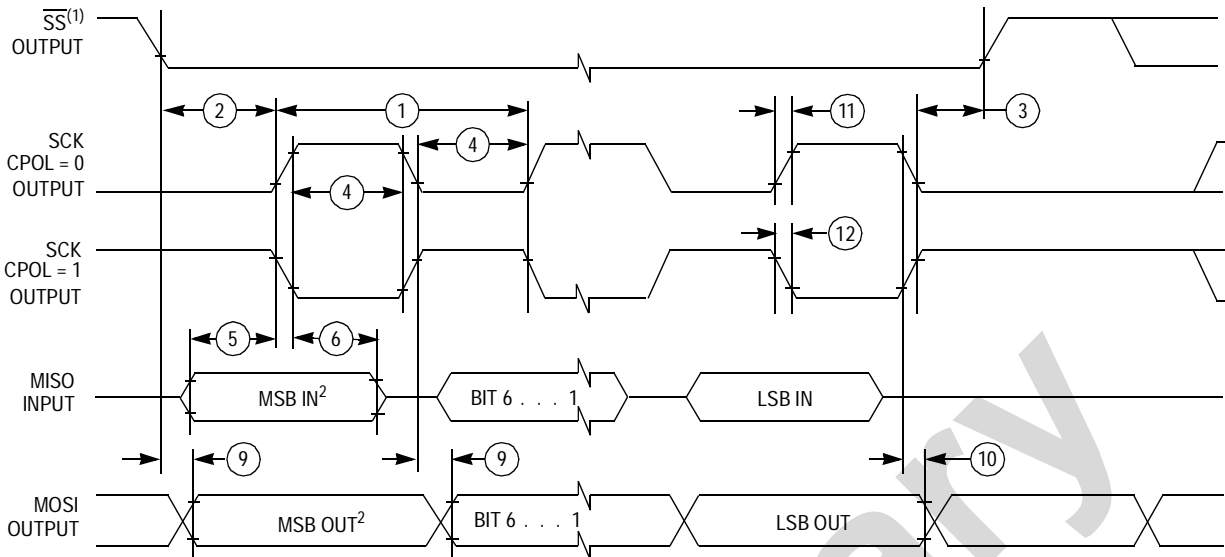 SS(1)
OUTPUT
2
1
11
3
SCK
CPOL = 0
OUTPUT
4
4
SCK
CPOL = 1
OUTPUT
12
5
6
MISO
INPUT
MSB IN2
BIT 6 . . . 1
LSB IN
9
9
10
MOSI
OUTPUT
MSB OUT2
BIT 6 . . . 1
LSB OUT
ary